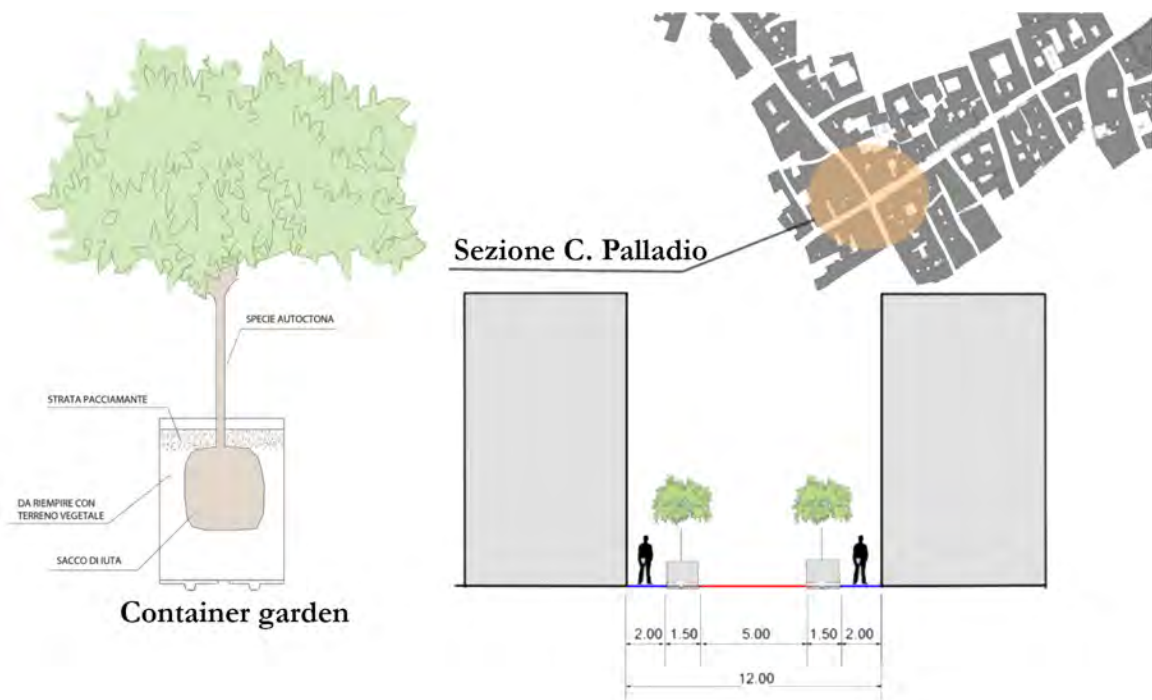 SPECIE AUTOCTONA
STRATA PACCIAMANTE
DA RIEMPIRE CON
TERRENO VEGETALE
SACCO DI IUTA
Container garden
Sezione C. Palladio
2.00 1.50 5.00 1.50 2.00
12.00